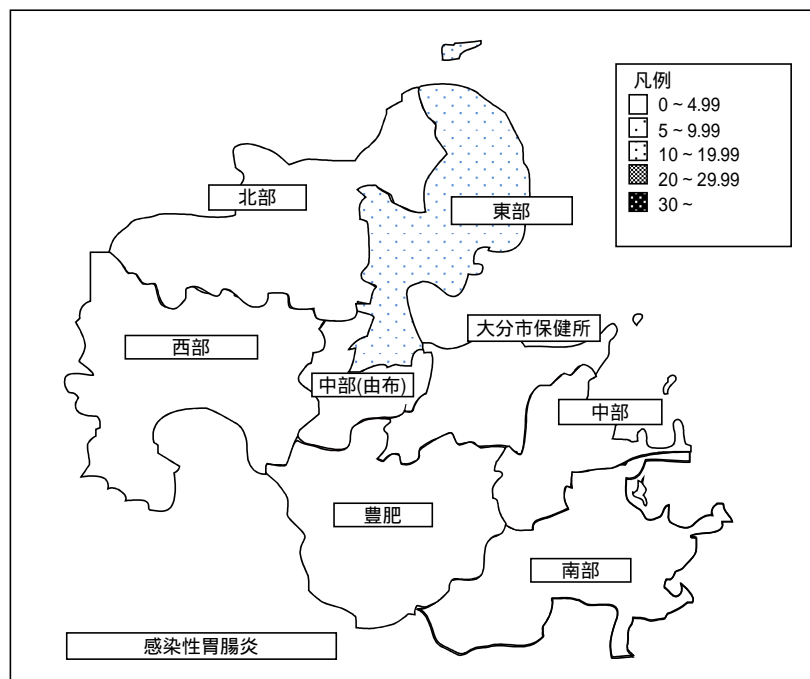 凡例
0 ~ 4.99
5 ~ 9.99
10 ~ 19.99
20 ~ 29.99
30 ~
北部
東部
大分市保健所
西部
中部(由布)
中部
豊肥
南部
感染性胃腸炎